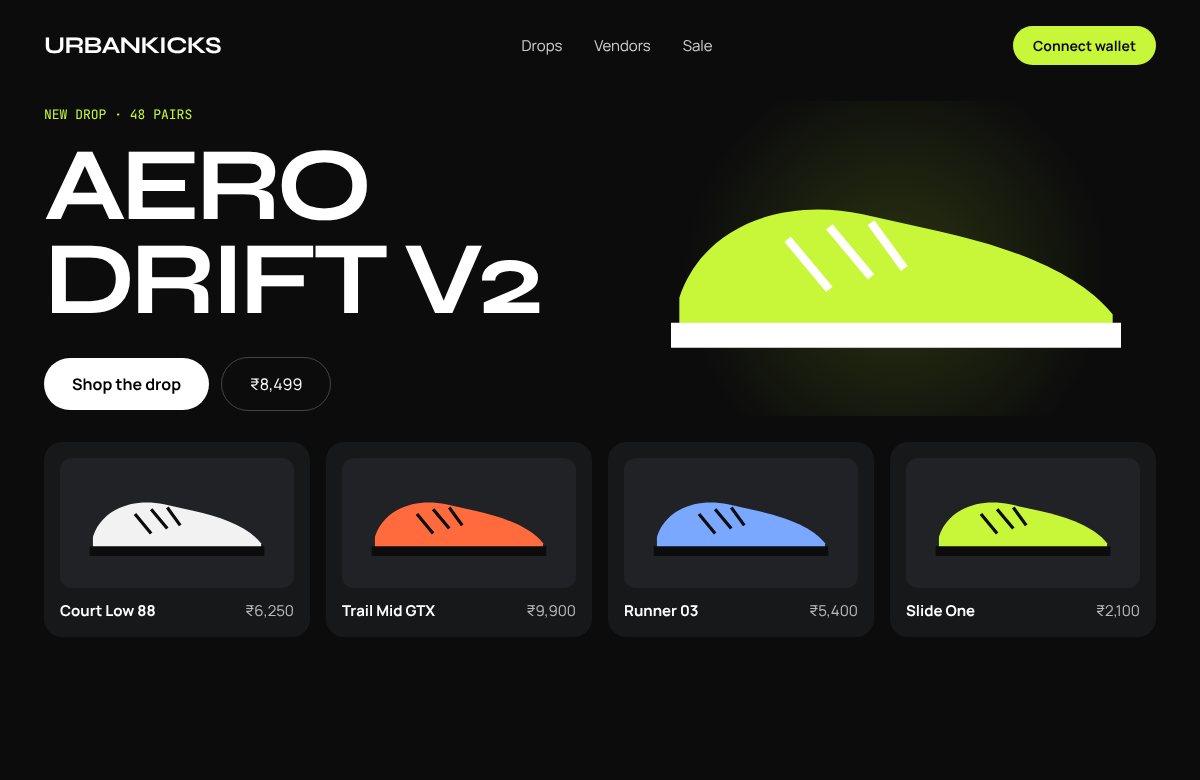 URBANKICKS
Drops
Vendors
Sale
Connect wallet
NEW DROP · 48 PAIRS
AERO
DRIFT V2
Shop the drop
₹8,499
Court Low 88
₹6,250
Trail Mid GTX
₹9,900
Runner 03
₹5,400
Slide One
₹2,100